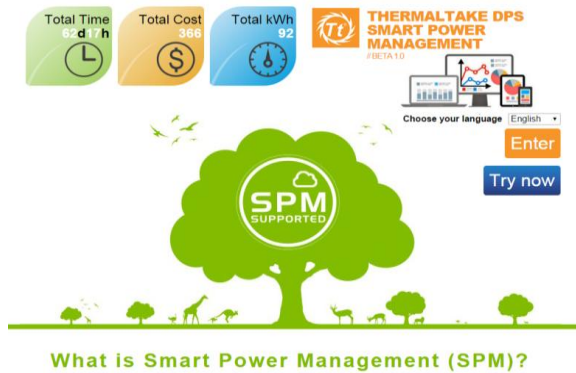 Total Time
62d17h
Total Cost
366
Total kWh
92
Tt
THERMALTAKE DPS
SMART POWER
MANAGEMENT
//BETA 1.0
Choose your language English
Enter
Try now
SPM
SUPPORTED
What is Smart Power Management (SPM)?